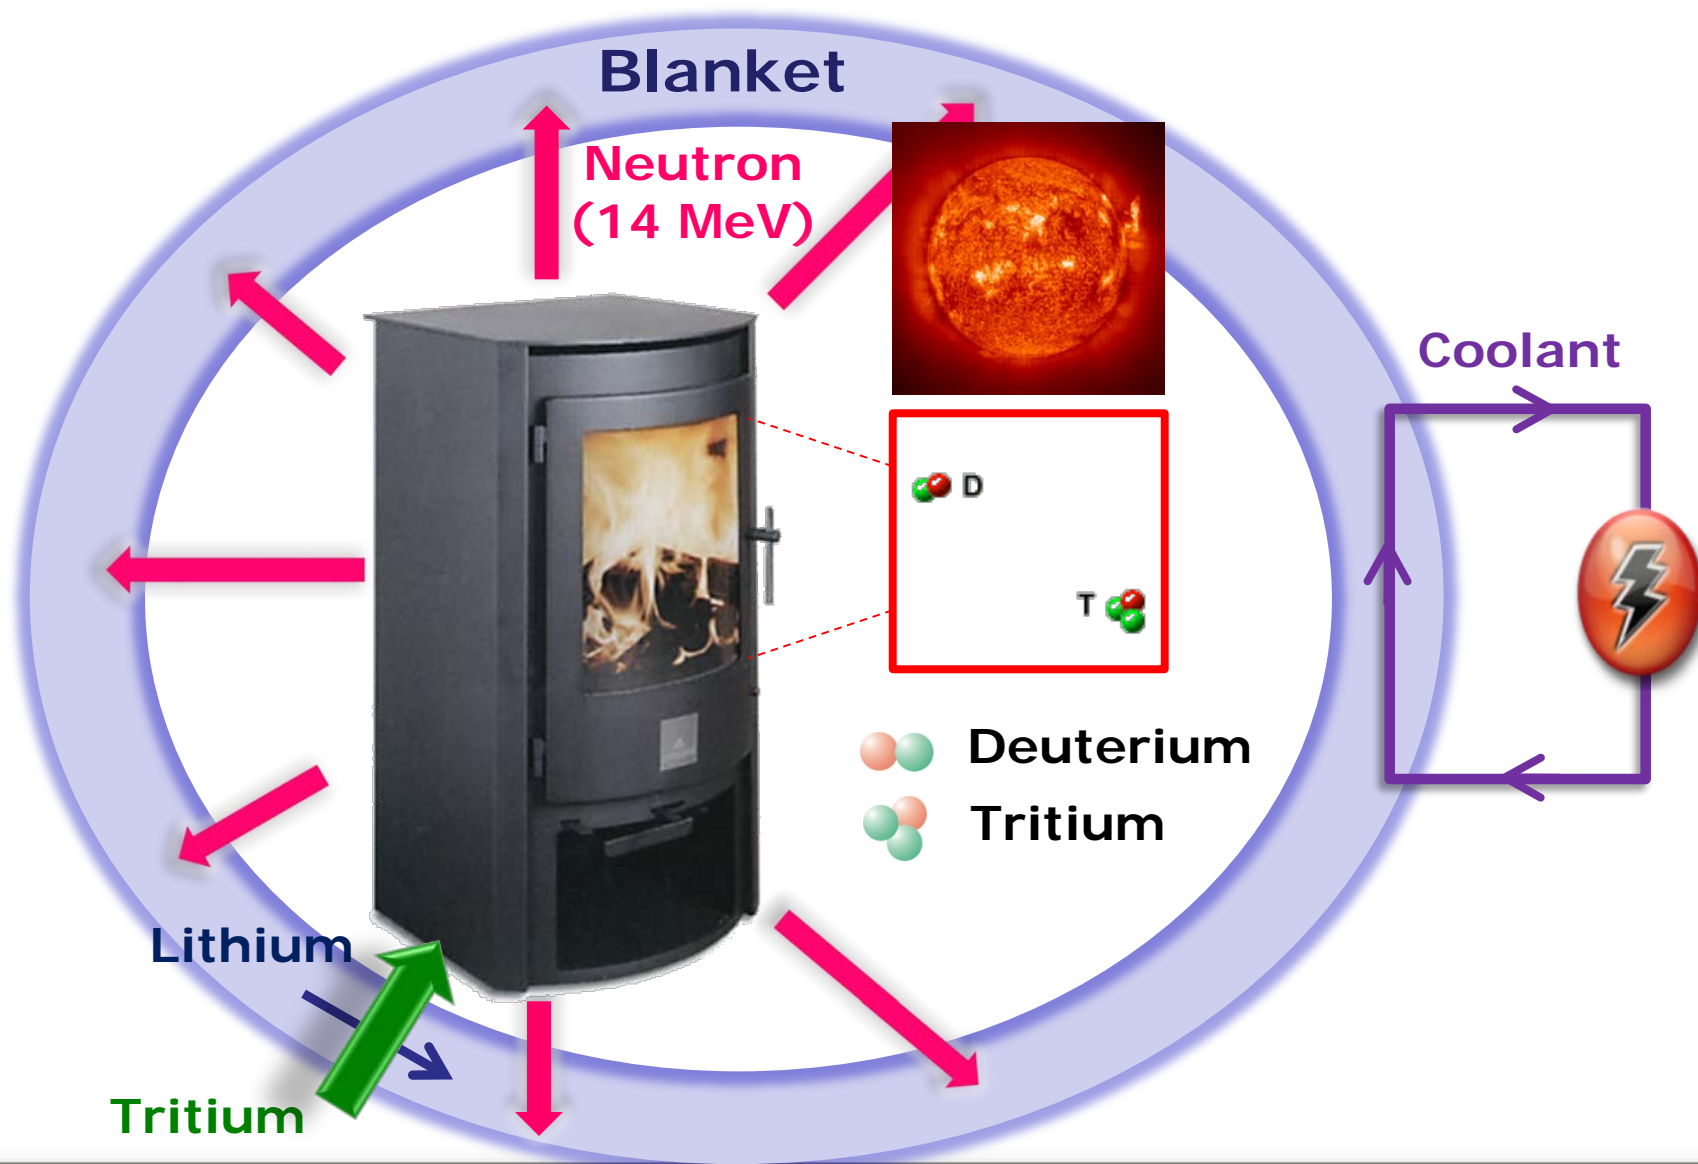 Blanket
Neutron
(14 MeV)
Coolant
D
T
Deuterium
Tritium
Lithium
Tritium